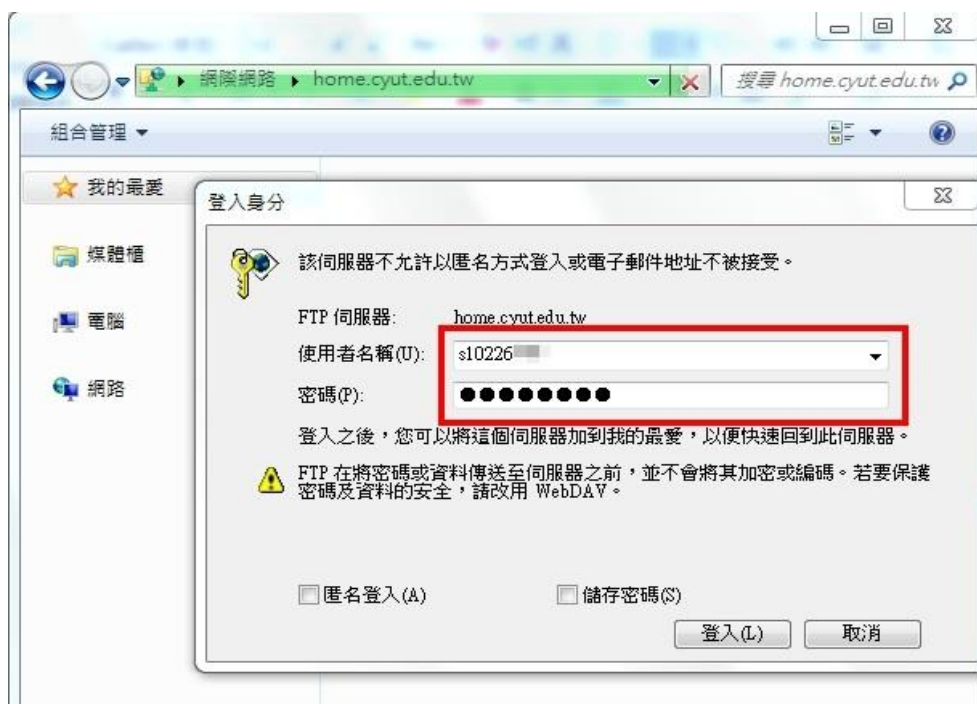 網際網路 ▸ home.cyut.edu.tw
搜尋 home.cyut.edu.tw
組合管理
我的最愛
登入身分
媒體櫃
該伺服器不允許以匿名方式登入或電子郵件地址不被接受。
電腦
FTP 伺服器: home.cyut.edu.tw
使用者名稱(U): s10226
網路
密碼(P): ●●●●●●●●
登入之後，您可以將這個伺服器加到我的最愛，以便快速回到此伺服器。
FTP 在將密碼或資料傳送至伺服器之前，並不會將其加密或編碼。若要保護
密碼及資料的安全，請改用 WebDAV。
匿名登入(A) 儲存密碼(S)
登入(L) 取消